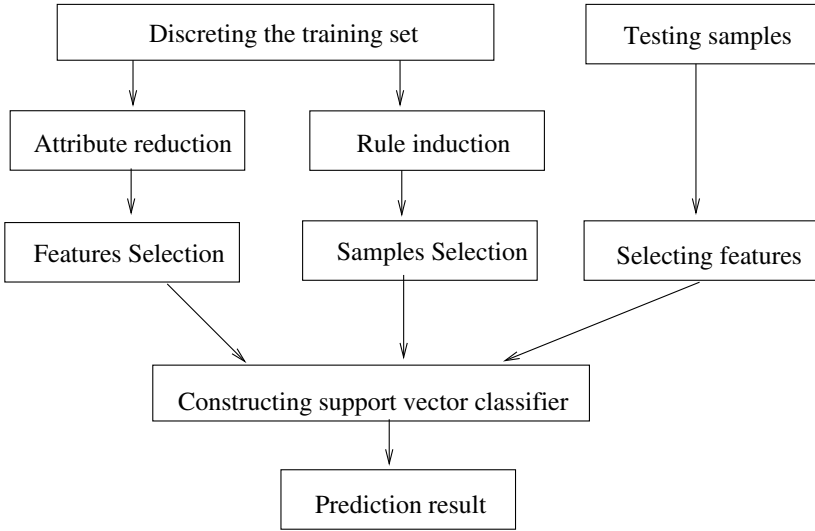 Discreting the training set
Testing samples
Attribute reduction
Rule induction
Features Selection
Samples Selection
Selecting features
Constructing support vector classifier
Prediction result